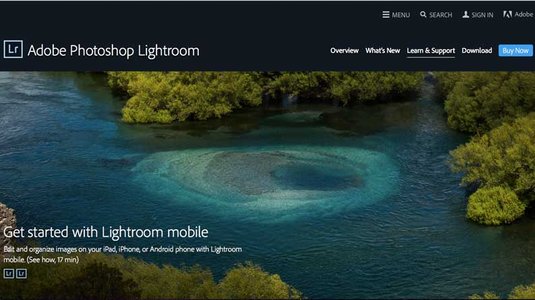 MENU SEARCH SIGN IN Adobe
Lr Adobe Photoshop Lightroom
Overview What's New Learn & Support Download Buy Now
Get started with Lightroom mobile
Edit and organize images on your iPad, iPhone, or Android phone with Lightroom
mobile. (See how, 17 min)
Lr Lr